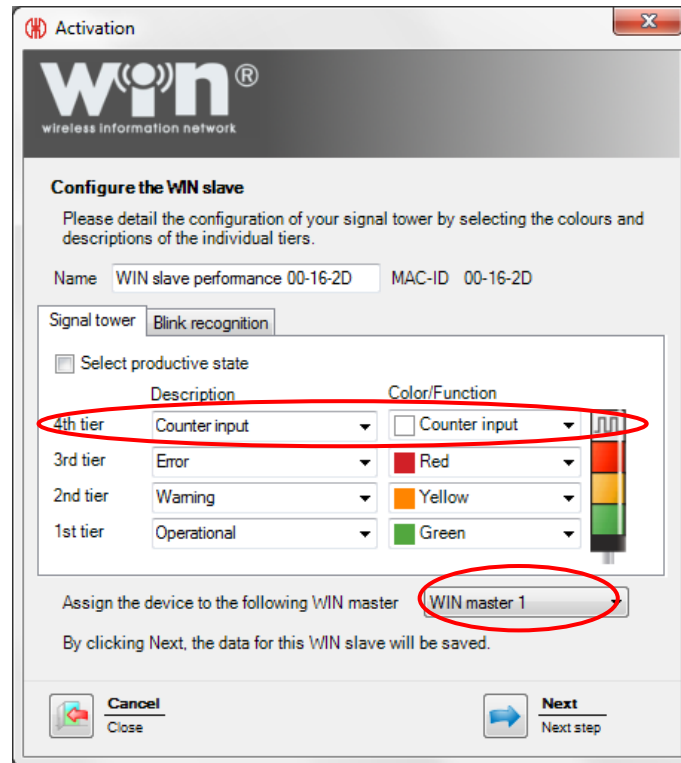 Activation
WIN®
wireless information network
Configure the WIN slave
Please detail the configuration of your signal tower by selecting the colours and
descriptions of the individual tiers.
Name WIN slave performance 00-16-2D MAC-ID 00-16-2D
Signal tower Blink recognition
Select productive state
Description Color/Function
4th tier Counter input Counter input
3rd tier Error Red
2nd tier Warning Yellow
1st tier Operational Green
Assign the device to the following WIN master WIN master 1
By clicking Next, the data for this WIN slave will be saved.
Cancel Next
Close Next step